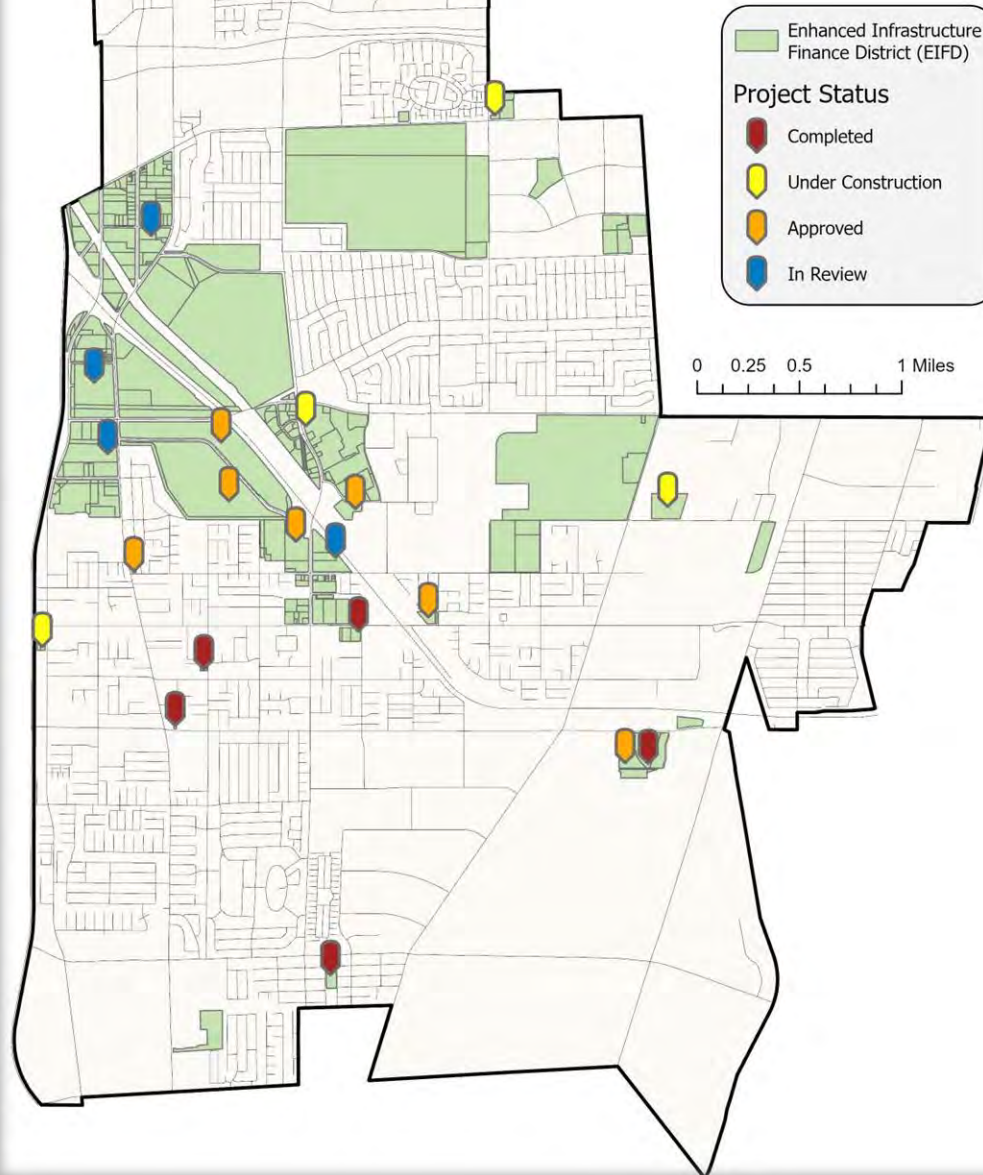 Enhanced Infrastructure
Finance District (EIFD)
Project Status
Completed
Under Construction
Approved
In Review
0 0.25 0.5 1 Miles